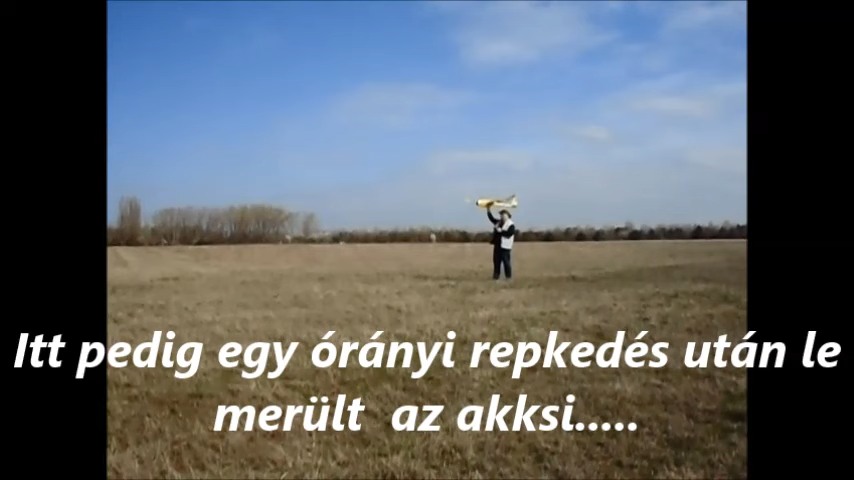 Itt pedig egy órányi repkedés után le
merült az akksi.....